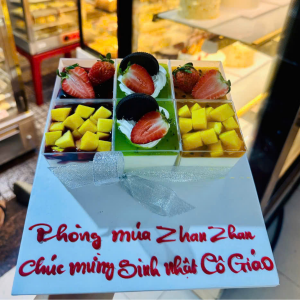 Phòng múa Zhan Zhan
Chúc mừng Sinh nhật Cô Giáo